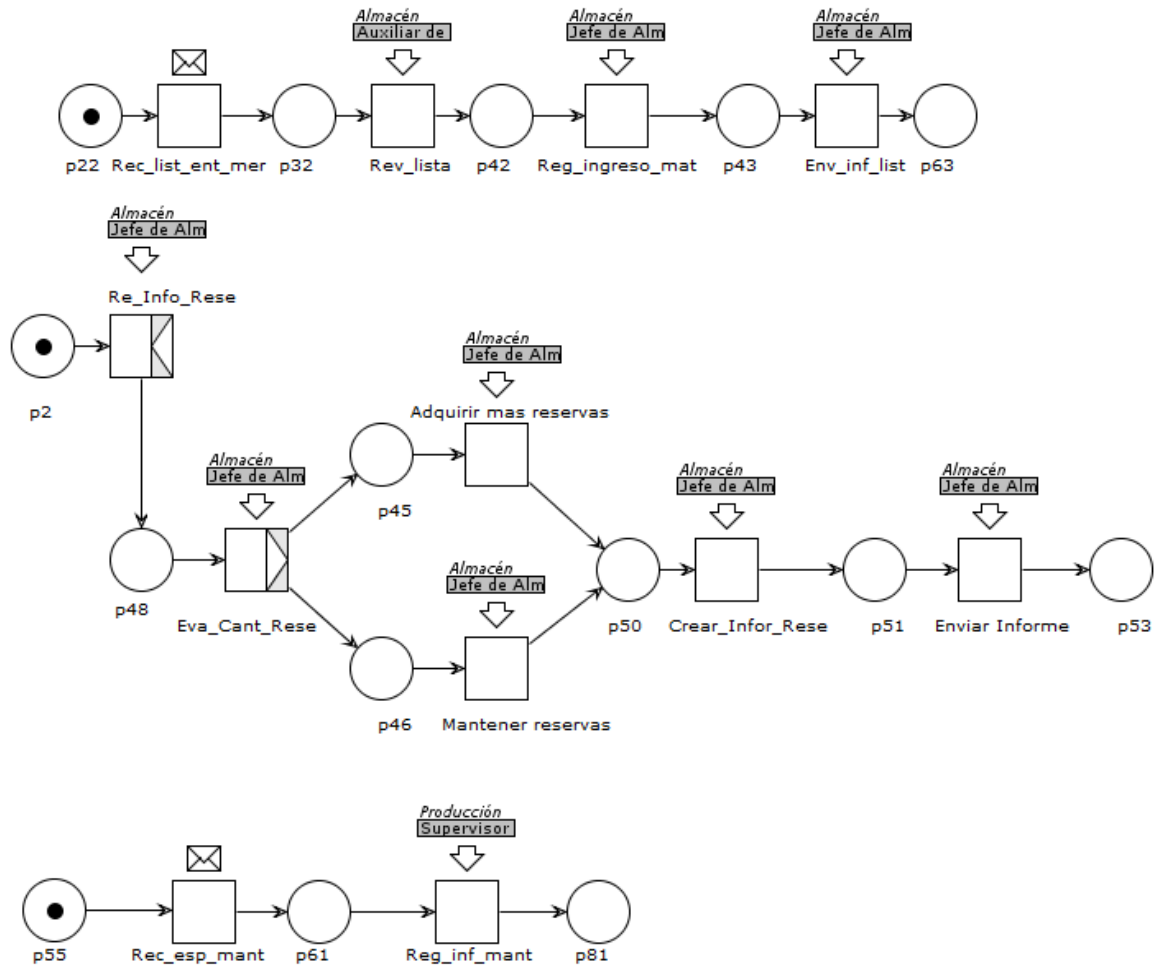 Almacén
Auxiliar de
Almacén
Jefe de Alm
Almacén
Jefe de Alm
p22
Rec_list_ent_mer
p32
Rev_lista
p42
Reg_ingreso_mat
p43
Env_inf_list
p63
Almacén
Jefe de Alm
Re_Info_Rese
p2
Almacén
Jefe de Alm
Adquirir mas reservas
Almacén
Jefe de Alm
p45
Almacén
Jefe de Alm
Almacén
Jefe de Alm
Almacén
Jefe de Alm
p48
Eva_Cant_Rese
p50
Crear_Infor_Rese
p51
Enviar Informe
p53
p46
Mantener reservas
Producción
Supervisor
p55
Rec_esp_mant
p61
Reg_inf_mant
p81